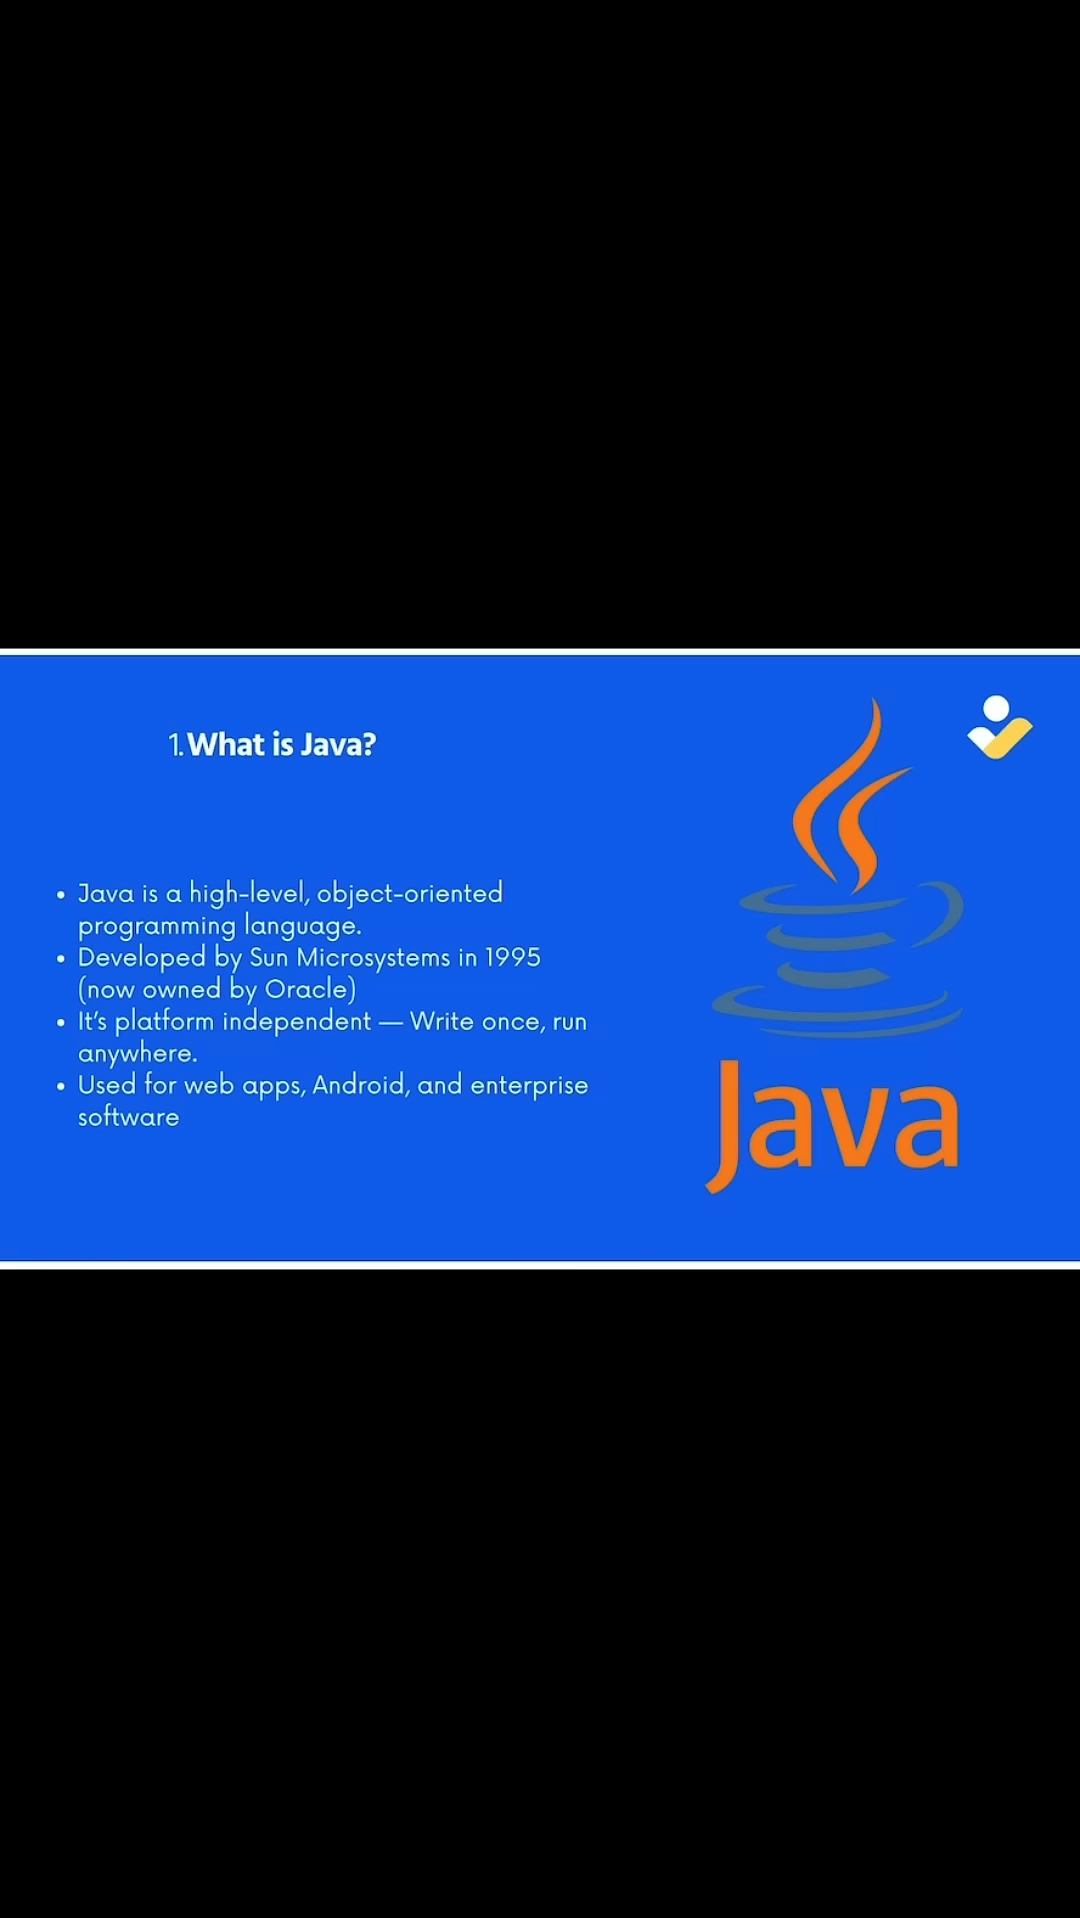 1.What is Java?
• Java is a high-level, object-oriented
programming language.
• Developed by Sun Microsystems in 1995
(now owned by Oracle)
• It's platform independent — Write once, run
anywhere.
• Used for web apps, Android, and enterprise
software
Java